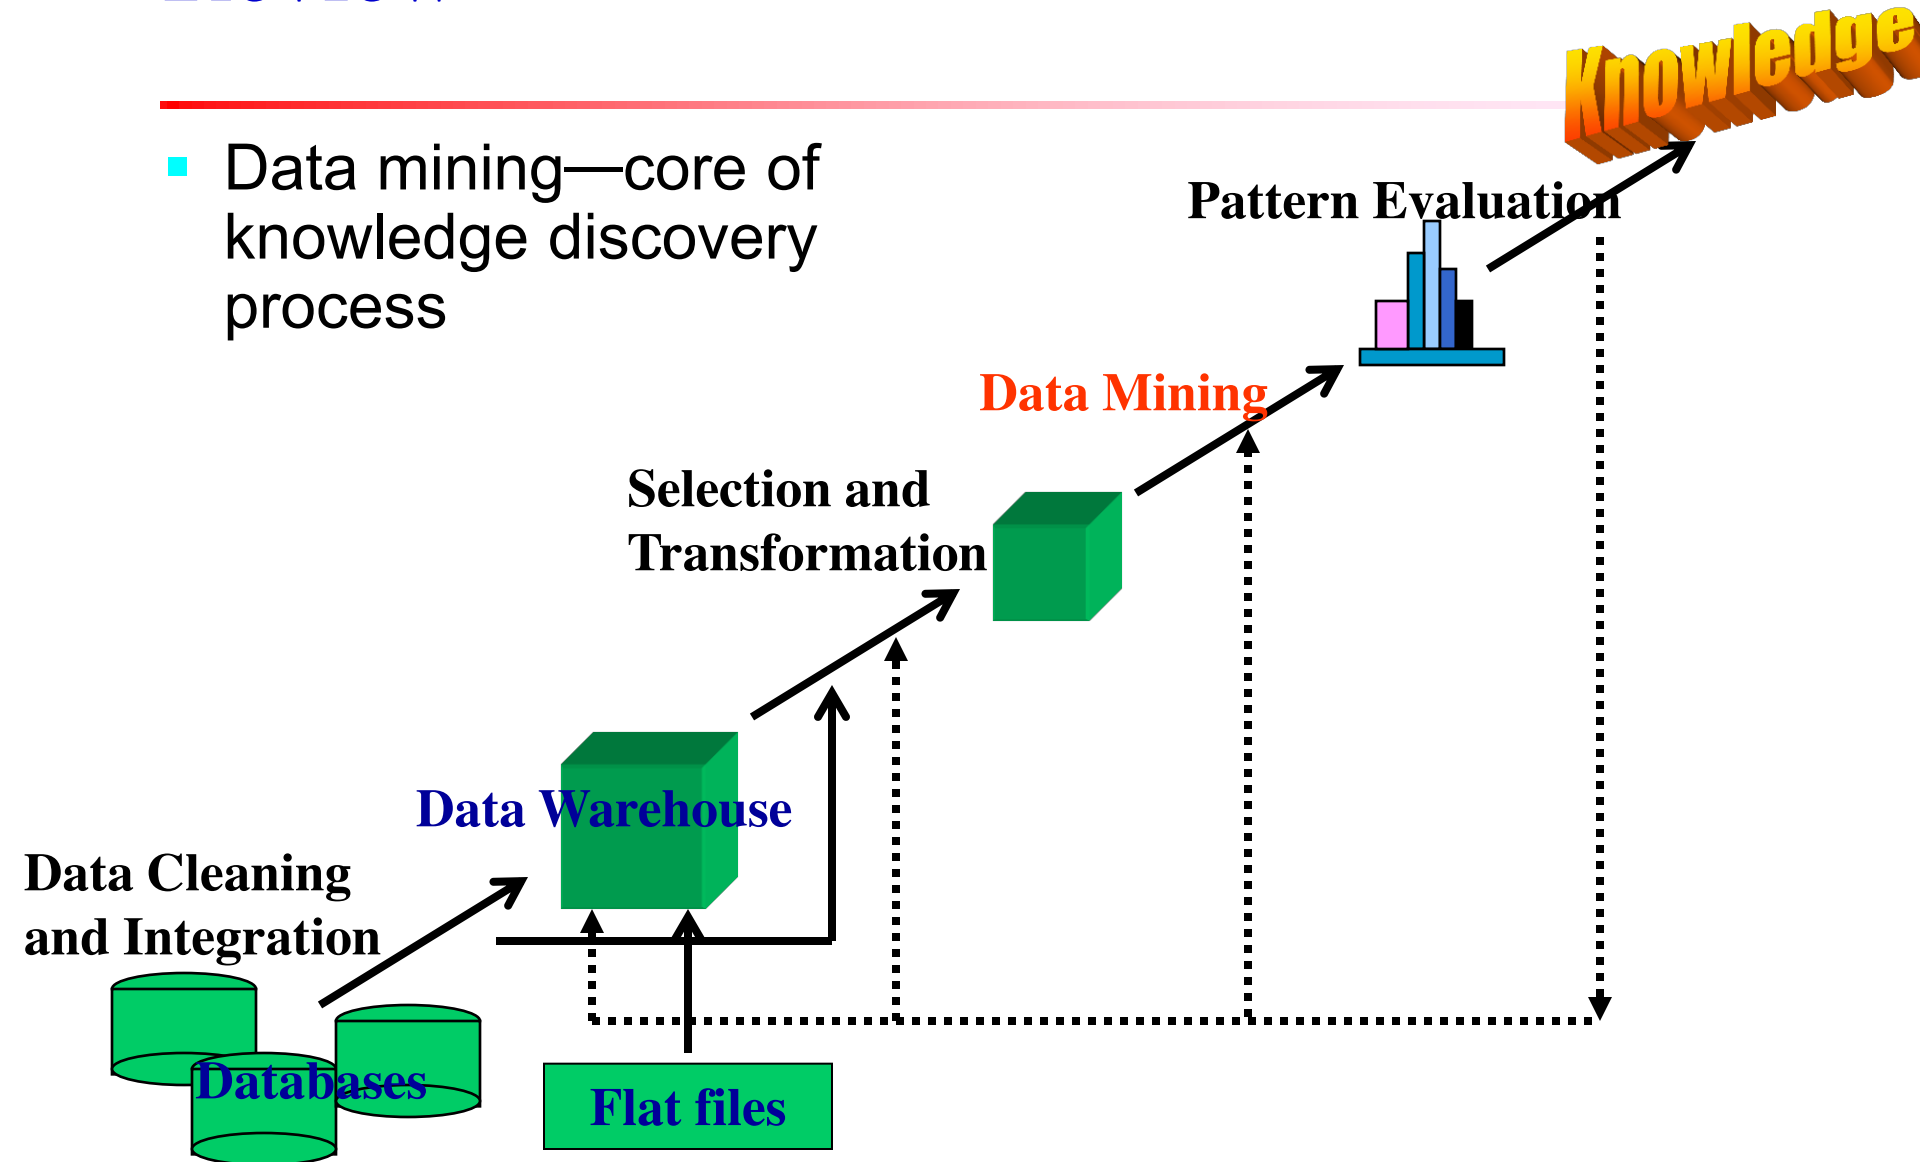 Knowledge
Data mining—core of
knowledge discovery
process
Pattern Evaluation
Data Mining
Selection and
Transformation
Data Warehouse
Data Cleaning
and Integration
Databases
Flat files